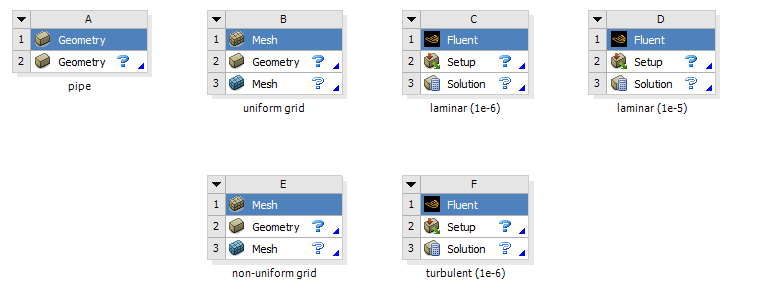 A B C D
1 Geometry 1 Mesh 1 Fluent 1 Fluent
2 Geometry ? 2 Geometry ? 2 Setup ? 2 Setup ?
3 Mesh ? 3 Solution ? 3 Solution ?
pipe
uniform grid laminar (1e-6) laminar (1e-5)
E F
1 Mesh 1 Fluent
2 Geometry ? 2 Setup ?
3 Mesh ? 3 Solution ?
non-uniform grid turbulent (1e-6)